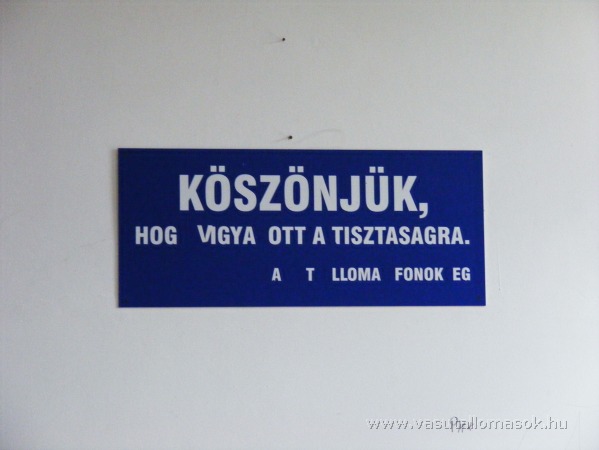 KÖSZÖNJÜK,
HOG VIGYA OTT A TISZTASAGRA.
A T LLOMA FONOK EG
© www.vasutallomasok.hu